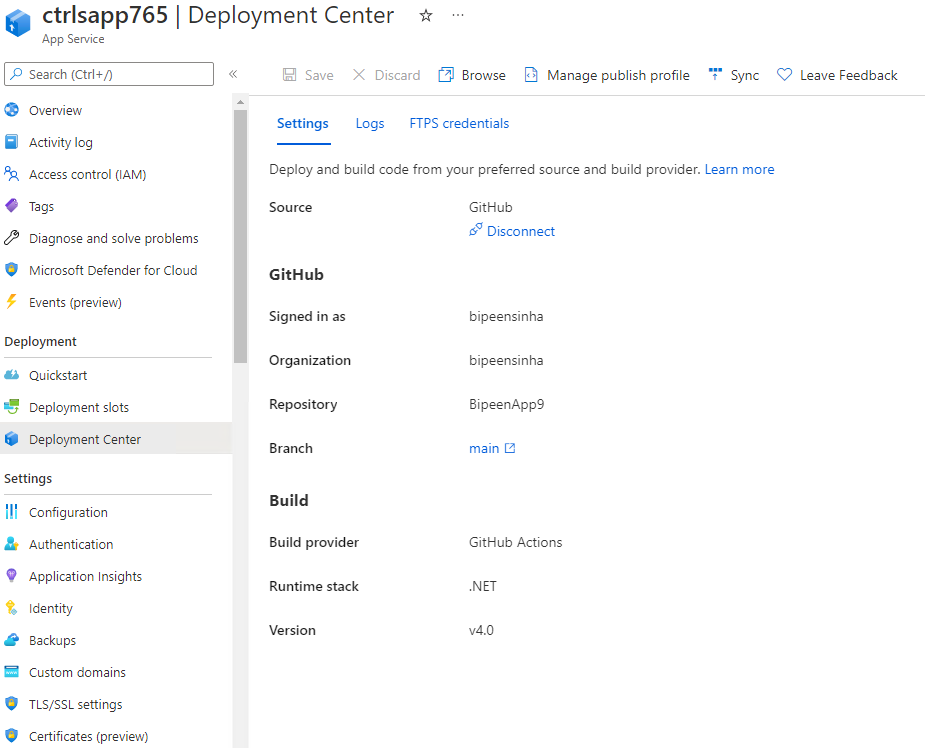 ctrlsapp765 | Deployment Center
App Service
Search (Ctrl+/)
«
Overview
Activity log
Access control (IAM)
Tags
Diagnose and solve problems
Microsoft Defender for Cloud
Events (preview)
Deployment
Quickstart
Deployment slots
Deployment Center
Settings
Configuration
Authentication
Application Insights
Identity
Backups
Custom domains
TLS/SSL settings
Certificates (preview)
Save Discard Browse Manage publish profile Sync Leave Feedback
Settings Logs FTPS credentials
Deploy and build code from your preferred source and build provider. Learn more
Source GitHub
Disconnect
GitHub
Signed in as bipeensinha
Organization bipeensinha
Repository BipeenApp9
Branch main
Build
Build provider GitHub Actions
Runtime stack .NET
Version v4.0